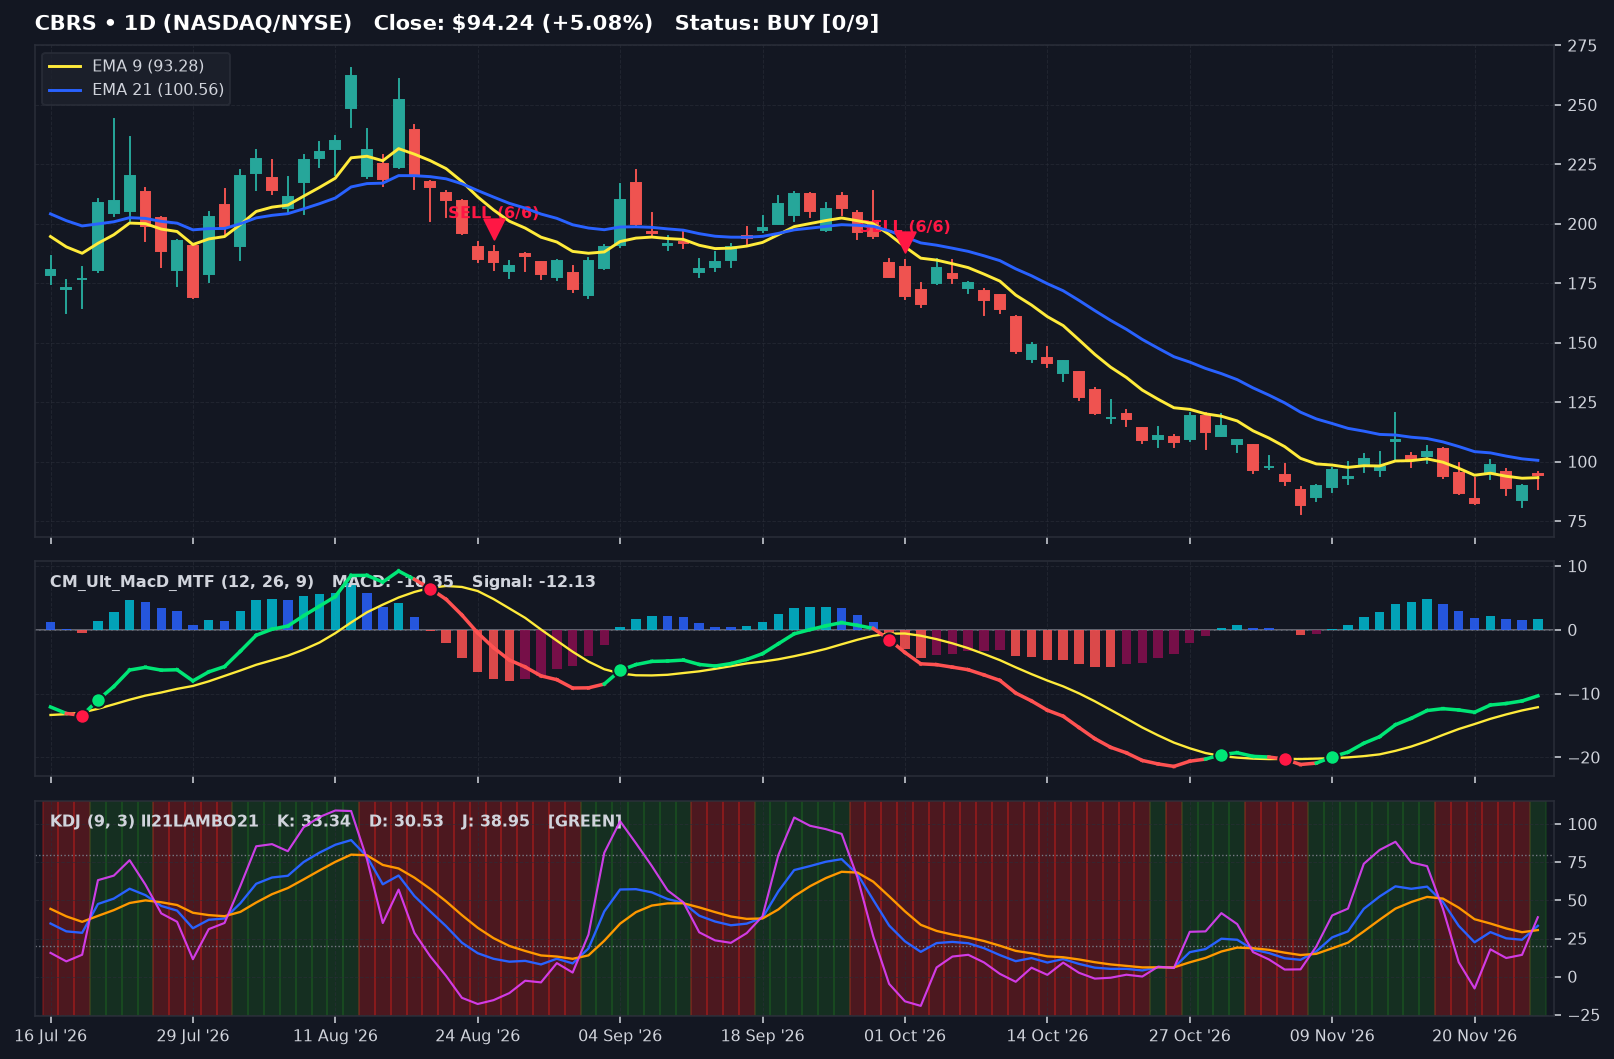 CBRS • 1D (NASDAQ/NYSE)   Close: $94.24 (+5.08%)   Status: BUY [0/9]
EMA 9 (93.28)
EMA 21 (100.56)
275
250
225
200
175
150
125
100
75
SELL (6/6)
SELL (6/6)
CM_Ult_MacD_MTF (12, 26, 9)   MACD: -10.35   Signal: -12.13
10
0
−10
−20
KDJ (9, 3) II21LAMBO21   K: 33.34   D: 30.53   J: 38.95   [GREEN]
100
75
50
25
0
−25
16 Jul '26
29 Jul '26
11 Aug '26
24 Aug '26
04 Sep '26
18 Sep '26
01 Oct '26
14 Oct '26
27 Oct '26
09 Nov '26
20 Nov '26